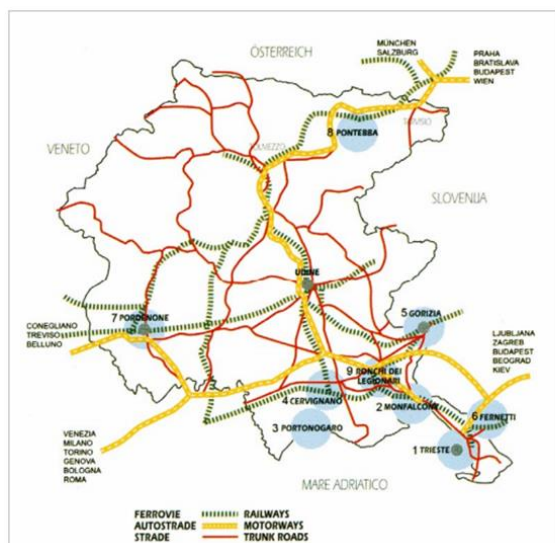 ÖSTERREICH
MÜNCHEN
SALZBURG
PRAHA
BRATISLAVA
BUDAPEST
WIEN
8 PONTEBBA
TARVISIO
TOLMEZZO
VENETO
SLOVENIJA
UDINE
7 PORDENONE
5 GORIZIA
CONEGLIANO
TREVISO
BELLUNO
LJUBLJANA
ZAGREB
BUDAPEST
BEOGRAD
KIEV
9 RONCHI DEI
LEGIONARI
4 CERVIGNANO
2 MONFALCONE
6 FERNETTI
3 PORTONOGARO
1 TRIESTE
VENEZIA
MILANO
TORINO
GENOVA
BOLOGNA
ROMA
MARE ADRIATICO
FERROVIE RAILWAYS
AUTOSTRADE MOTORWAYS
STRADE TRUNK ROADS